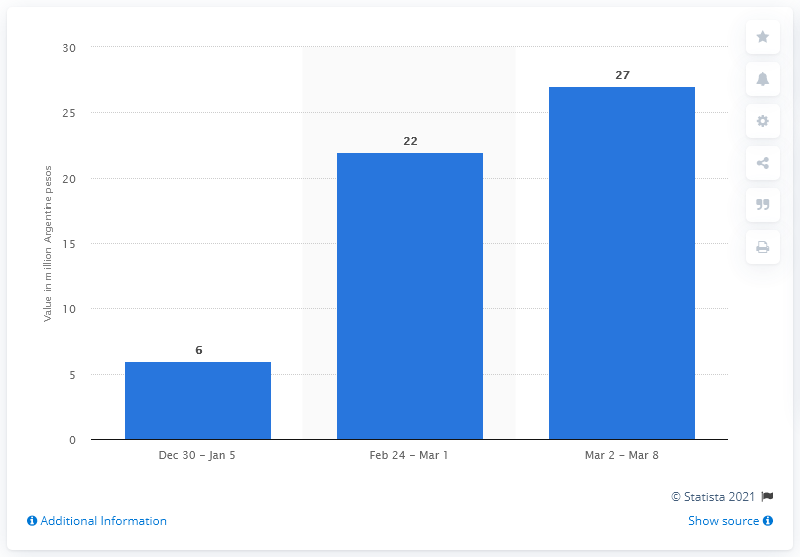 30
25
20
15
10
5
0
Value in million Argentine pesos
6
22
27
Dec 30 - Jan 5
Feb 24 - Mar 1
Mar 2 - Mar 8
© Statista 2021
Additional Information
Show source